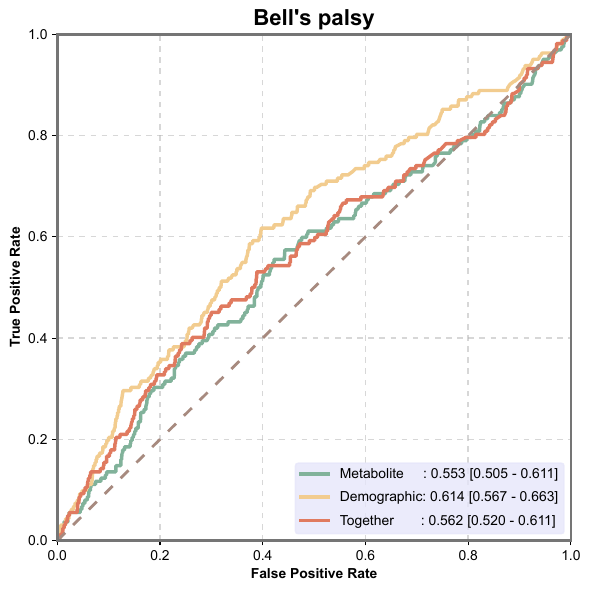 Bell's palsy
True Positive Rate
1.0
0.8
0.6
0.4
0.2
0.0
Metabolite : 0.553 [0.505 - 0.611]
Demographic: 0.614 [0.567 - 0.663]
Together : 0.562 [0.520 - 0.611]
0.0 0.2 0.4 0.6 0.8 1.0
False Positive Rate